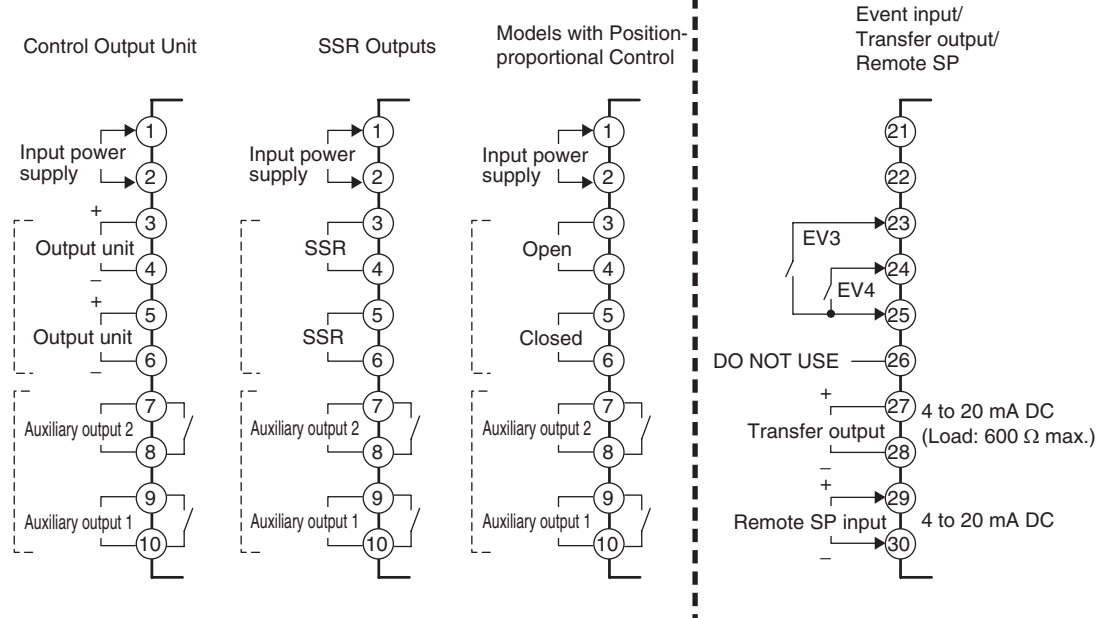 Control Output Unit
1
Input power
supply
2
+
3
Output unit
4
–
+
5
Output unit
6
–
7
Auxiliary output 2
8
9
Auxiliary output 1
10
SSR Outputs
1
Input power
supply
2
3
SSR
4
5
SSR
6
7
Auxiliary output 2
8
9
Auxiliary output 1
10
Models with Position-
proportional Control
1
Input power
supply
2
3
Open
4
5
Closed
6
7
Auxiliary output 2
8
9
Auxiliary output 1
10
Event input/
Transfer output/
Remote SP
21
22
23
EV3
24
EV4
25
DO NOT USE 26
+
27 4 to 20 mA DC
Transfer output (Load: 600 Ω max.)
28
–
+
29
Remote SP input 4 to 20 mA DC
30
–